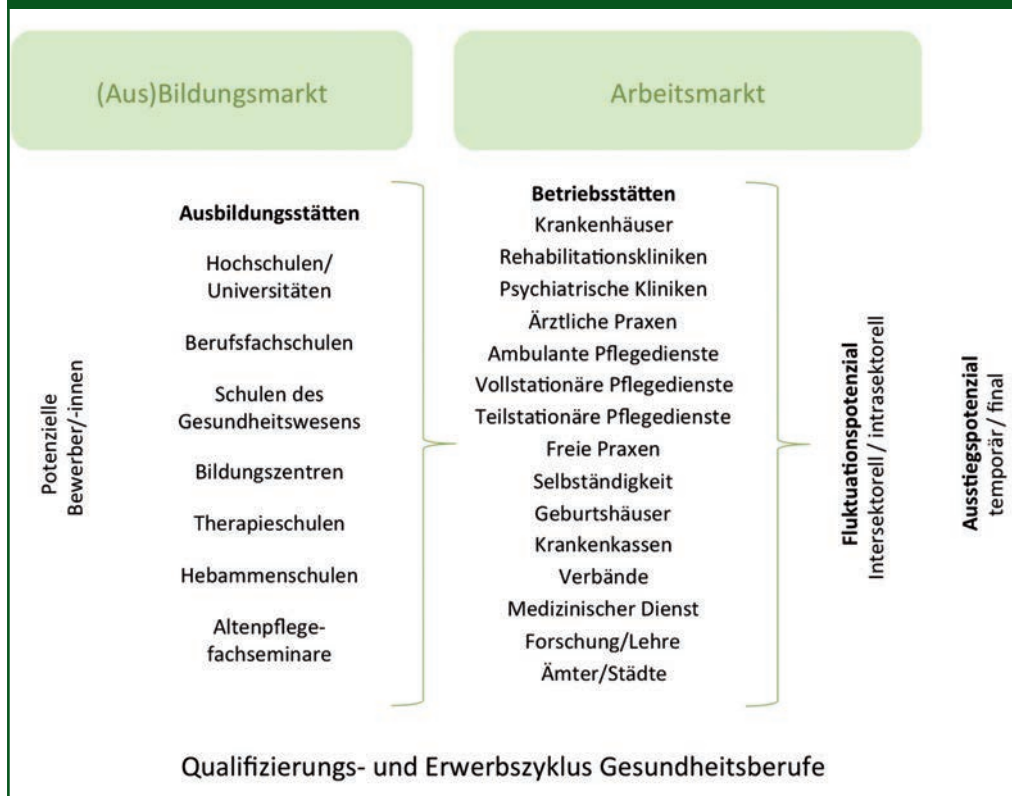 (Aus)Bildungsmarkt
Arbeitsmarkt
Potenzielle
Bewerber/-innen
Ausbildungsstätten
Hochschulen/
Universitäten
Berufsfachschulen
Schulen des
Gesundheitswesens
Bildungszentren
Therapieschulen
Hebammenschulen
Altenpflege-
fachseminare
Betriebsstätten
Krankenhäuser
Rehabilitationskliniken
Psychiatrische Kliniken
Ärztliche Praxen
Ambulante Pflegedienste
Vollstationäre Pflegedienste
Teilstationäre Pflegedienste
Freie Praxen
Selbständigkeit
Geburtshäuser
Krankenkassen
Verbände
Medizinischer Dienst
Forschung/Lehre
Ämter/Städte
Fluktuationspotenzial
Intersektorell / intrasektorell
Ausstiegspotenzial
temporär / final
Qualifizierungs- und Erwerbszyklus Gesundheitsberufe